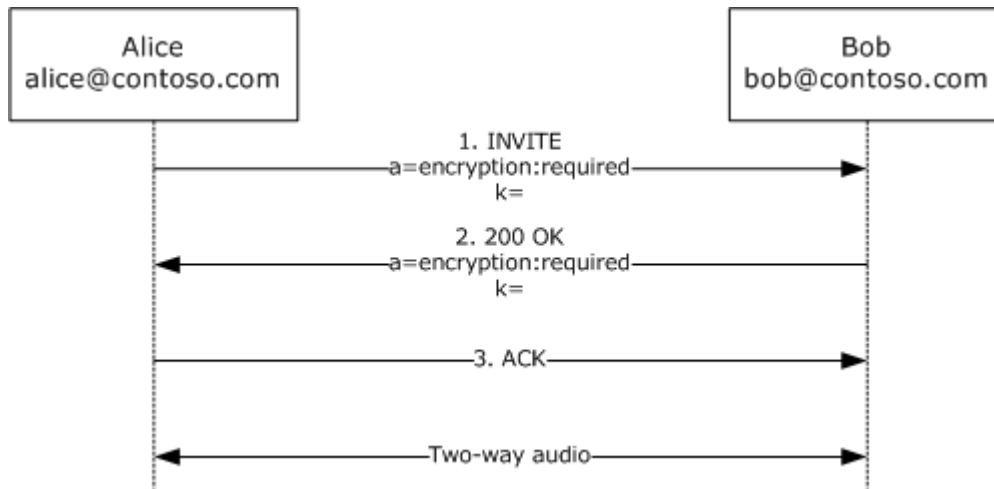 Alice
alice@contoso.com
Bob
bob@contoso.com
1. INVITE
a=encryption:required
k=
2. 200 OK
a=encryption:required
k=
3. ACK
Two-way audio